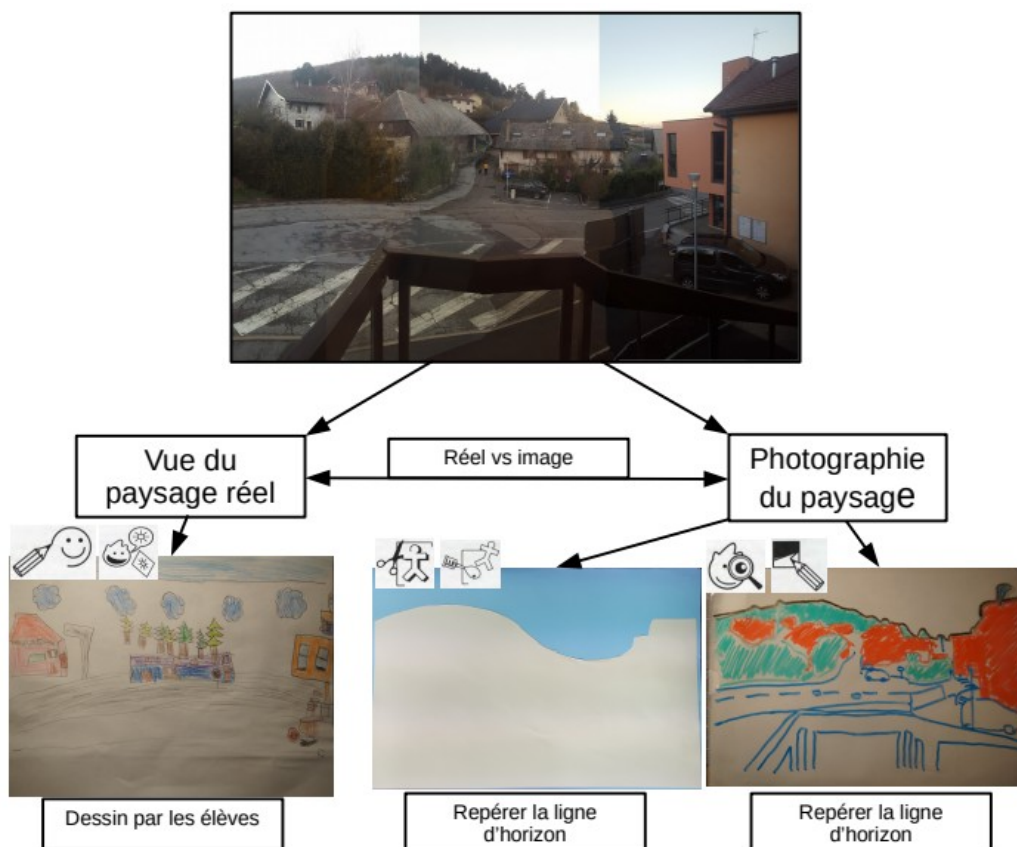 Vue du
paysage réel
Réel vs image
Photographie
du paysage
Dessin par les élèves
Repérer la ligne
d'horizon
Repérer la ligne
d'horizon